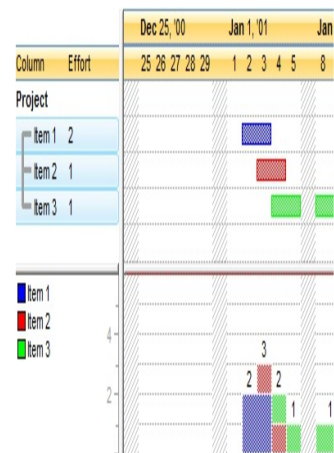 Dec 25, '00 Jan 1, '01 Jan
Column Effort 25 26 27 28 29 1 2 3 4 5 8
Project
Item 1 2
Item 2 1
Item 3 1
Item 1
Item 2
Item 3
4
3
2 2
2
1 1